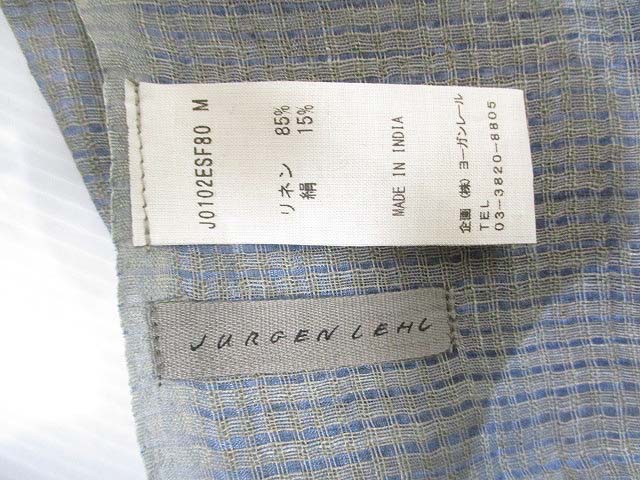 J0102ESF80 M
リネン 85%
絹 15%
MADE IN INDIA
企画 (株) ヨーガンレール
TEL
03-3820-8805
JURGEN LEHL